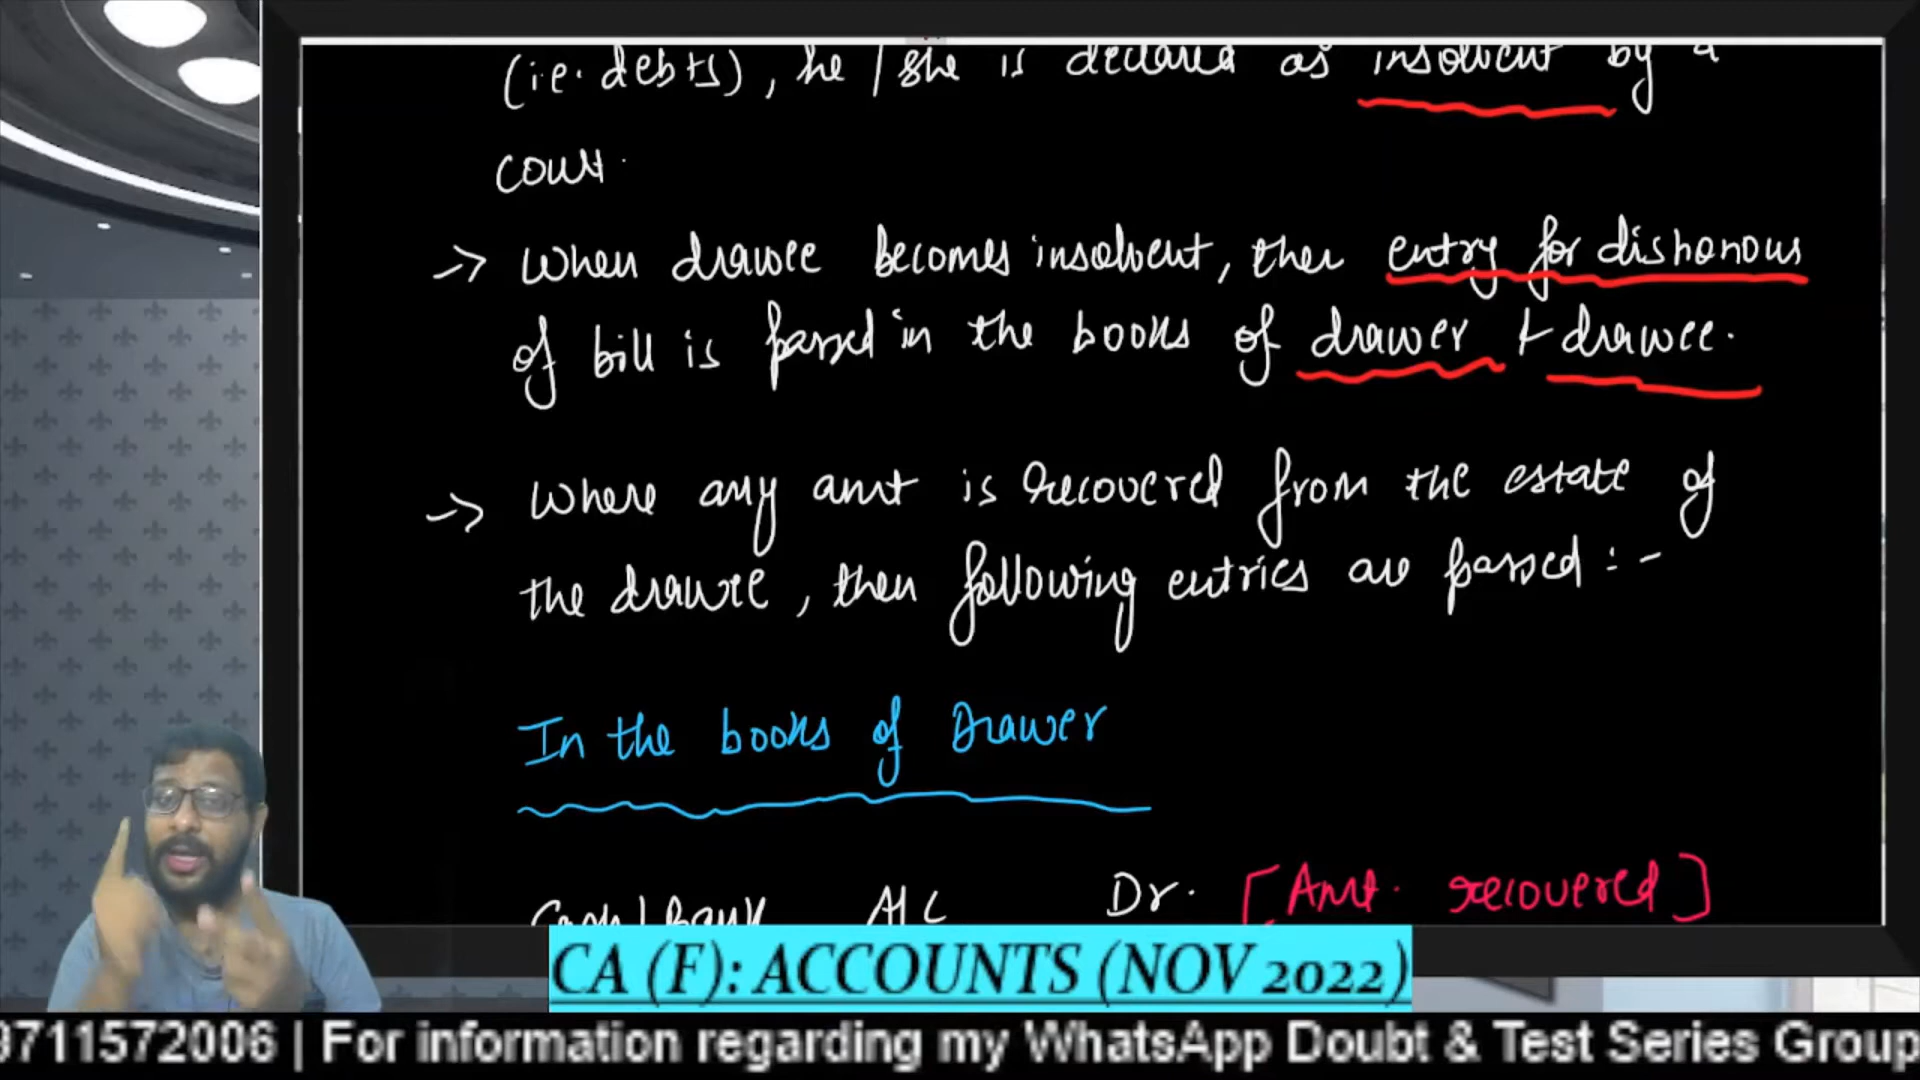 (i.e. debts), he / she is declared as insolvent by a
court.
-> When drawee becomes insolvent, then entry for dishonour
of bill is passed in the books of drawer & drawee.
-> Where any amt is recovered from the estate of
the drawee, then following entries are passed :-
In the books of Drawer
Cash/Bank A/c Dr. [Amt. recovered]
CA (F): ACCOUNTS (NOV 2022)
9711572006 | For information regarding my WhatsApp Doubt & Test Series Group